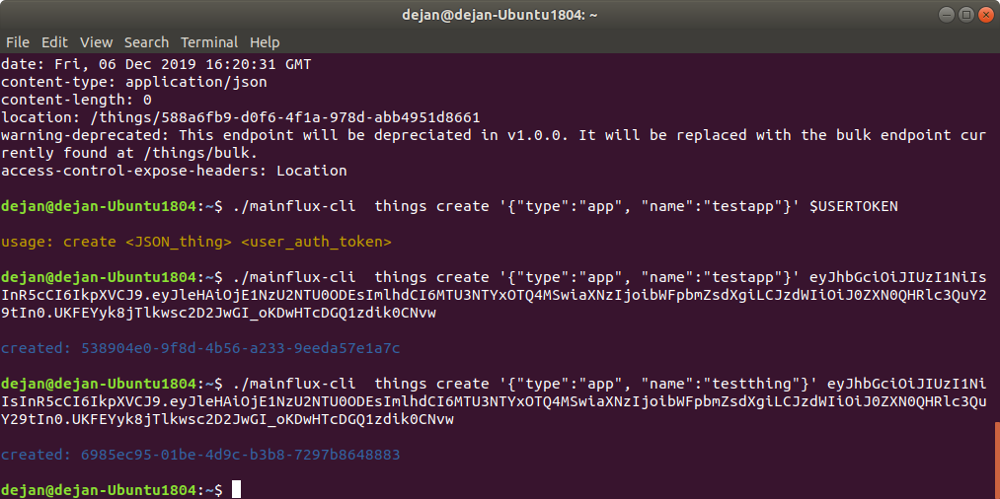 dejan@dejan-Ubuntu1804: ~
File Edit View Search Terminal Help
date: Fri, 06 Dec 2019 16:20:31 GMT
content-type: application/json
content-length: 0
location: /things/588a6fb9-d0f6-4f1a-978d-abb4951d8661
warning-deprecated: This endpoint will be depreciated in v1.0.0. It will be replaced with the bulk endpoint cur
rently found at /things/bulk.
access-control-expose-headers: Location
dejan@dejan-Ubuntu1804:~$ ./mainflux-cli  things create '{"type":"app", "name":"testapp"}' $USERTOKEN
usage: create <JSON_thing> <user_auth_token>
dejan@dejan-Ubuntu1804:~$ ./mainflux-cli  things create '{"type":"app", "name":"testapp"}' eyJhbGciOiJIUzI1NiIs
InR5cCI6IkpXVCJ9.eyJleHAiOjE1NzU2NTU0ODEsImlhdCI6MTU3NTYxOTQ4MSwiaXNzIjoibWFpbmZsdXgiLCJzdWIiOiJ0ZXN0QHRlc3QuY2
9tIn0.UKFEYyk8jTlkwsc2D2JwGI_oKDwHTcDGQ1zdik0CNvw
created: 538904e0-9f8d-4b56-a233-9eeda57e1a7c
dejan@dejan-Ubuntu1804:~$ ./mainflux-cli  things create '{"type":"app", "name":"testthing"}' eyJhbGciOiJIUzI1Ni
IsInR5cCI6IkpXVCJ9.eyJleHAiOjE1NzU2NTU0ODEsImlhdCI6MTU3NTYxOTQ4MSwiaXNzIjoibWFpbmZsdXgiLCJzdWIiOiJ0ZXN0QHRlc3Qu
Y29tIn0.UKFEYyk8jTlkwsc2D2JwGI_oKDwHTcDGQ1zdik0CNvw
created: 6985ec95-01be-4d9c-b3b8-7297b8648883
dejan@dejan-Ubuntu1804:~$